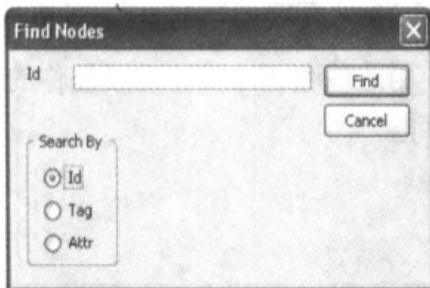 Find Nodes
Id
Find
Cancel
Search By
Id
Tag
Attr